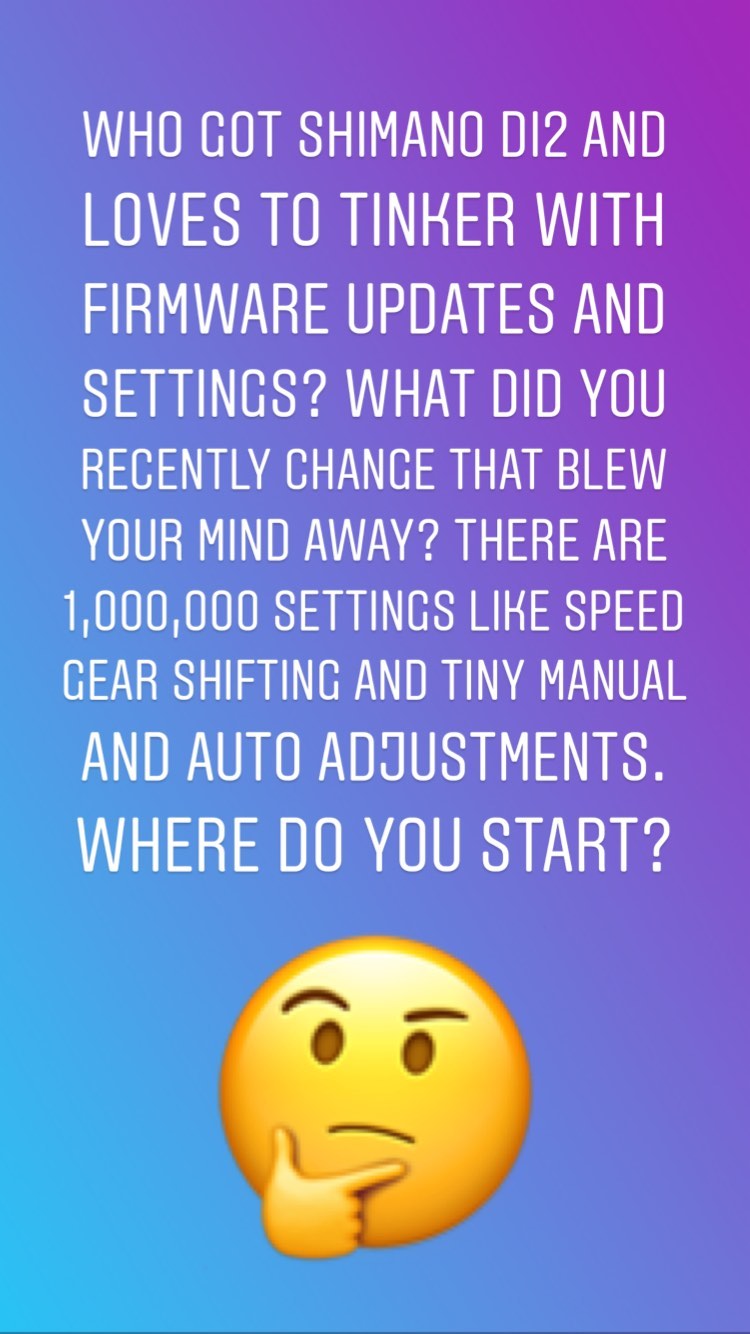 WHO GOT SHIMANO DI2 AND
LOVES TO TINKER WITH
FIRMWARE UPDATES AND
SETTINGS? WHAT DID YOU
RECENTLY CHANGE THAT BLEW
YOUR MIND AWAY? THERE ARE
1,000,000 SETTINGS LIKE SPEED
GEAR SHIFTING AND TINY MANUAL
AND AUTO ADJUSTMENTS.
WHERE DO YOU START?